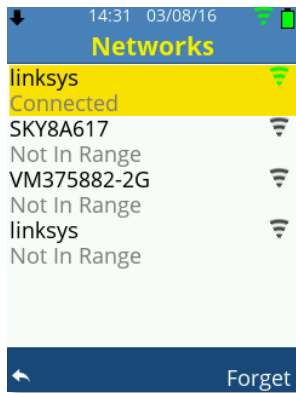 14:31 03/08/16
Networks
linksys
Connected
SKY8A617
Not In Range
VM375882-2G
Not In Range
linksys
Not In Range
Forget